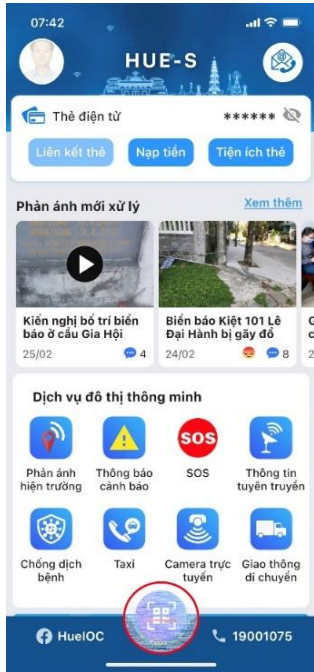 07:42
HUE-S
Thẻ điện tử
******
Liên kết thẻ
Nạp tiền
Tiện ích thẻ
Phản ánh mới xử lý
Xem thêm
Kiến nghị bố trí biển
báo ở cầu Gia Hội
25/02
4
Biển báo Kiệt 101 Lê
Đại Hành bị gãy đổ
24/02
8
Dịch vụ đô thị thông minh
SOS
Phản ánh
hiện trường
Thông báo
cảnh báo
SOS
Thông tin
tuyên truyền
Chống dịch
bệnh
Taxi
Camera trực
tuyến
Giao thông
di chuyển
HueIOC
19001075